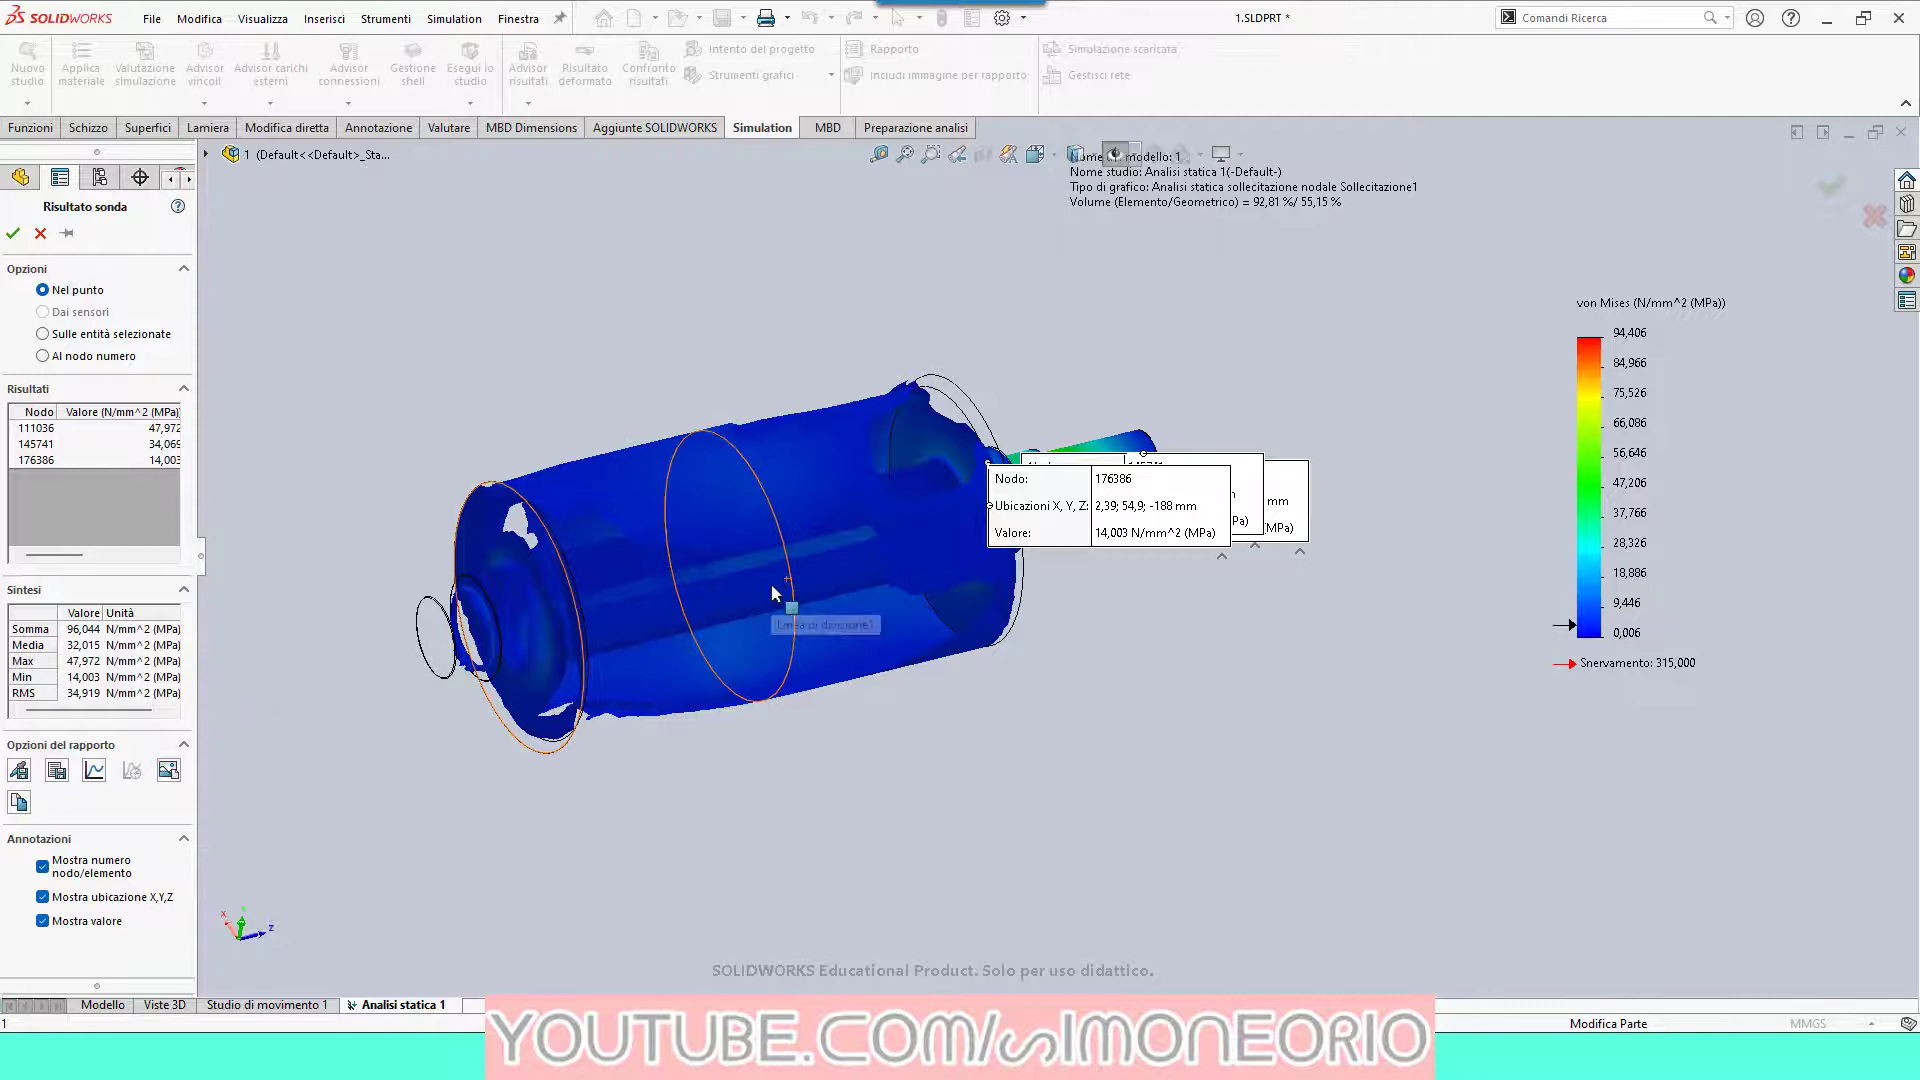 SOLIDWORKS
File Modifica Visualizza Inserisci Strumenti Simulation Finestra
1.SLDPRT *
Comandi Ricerca
Nuovo studio
Applica materiale
Valutazione simulazione
Advisor vincoli
Advisor carichi esterni
Advisor connessioni
Gestione shell
Esegui lo studio
Advisor risultati
Risultato deformato
Confronto risultati
Intento del progetto
Strumenti grafici
Rapporto
Includi immagine per rapporto
Simulazione scaricata
Gestisci rete
Funzioni Schizzo Superfici Lamiera Modifica diretta Annotazione Valutare MBD Dimensions Aggiunte SOLIDWORKS Simulation MBD Preparazione analisi
1 (Default<<Default>_Sta...
Nome modello: 1
Nome studio: Analisi statica 1(-Default-)
Tipo di grafico: Analisi statica sollecitazione nodale Sollecitazione1
Volume (Elemento/Geometrico) = 92,81 %/ 55,15 %
Risultato sonda
Opzioni
Nel punto
Dai sensori
Sulle entità selezionate
Al nodo numero
Risultati
Nodo Valore (N/mm^2 (MPa)
111036 47,972
145741 34,069
176386 14,003
Sintesi
Valore Unità
Somma 96,044 N/mm^2 (MPa)
Media 32,015 N/mm^2 (MPa)
Max 47,972 N/mm^2 (MPa)
Min 14,003 N/mm^2 (MPa)
RMS 34,919 N/mm^2 (MPa)
Opzioni del rapporto
Annotazioni
Mostra numero
nodo/elemento
Mostra ubicazione X,Y,Z
Mostra valore
Nodo: 176386
Ubicazioni X, Y, Z: 2,39; 54,9; -188 mm
Valore: 14,003 N/mm^2 (MPa)
mm
(MPa)
Linea di divisione1
von Mises (N/mm^2 (MPa))
94,406
84,966
75,526
66,086
56,646
47,206
37,766
28,326
18,886
9,446
0,006
Snervamento: 315,000
x
z
SOLIDWORKS Educational Product. Solo per uso didattico.
Modello Viste 3D Studio di movimento 1 Analisi statica 1
1
Modifica Parte
MMGS
YOUTUBE.COM/SIMONEORIO